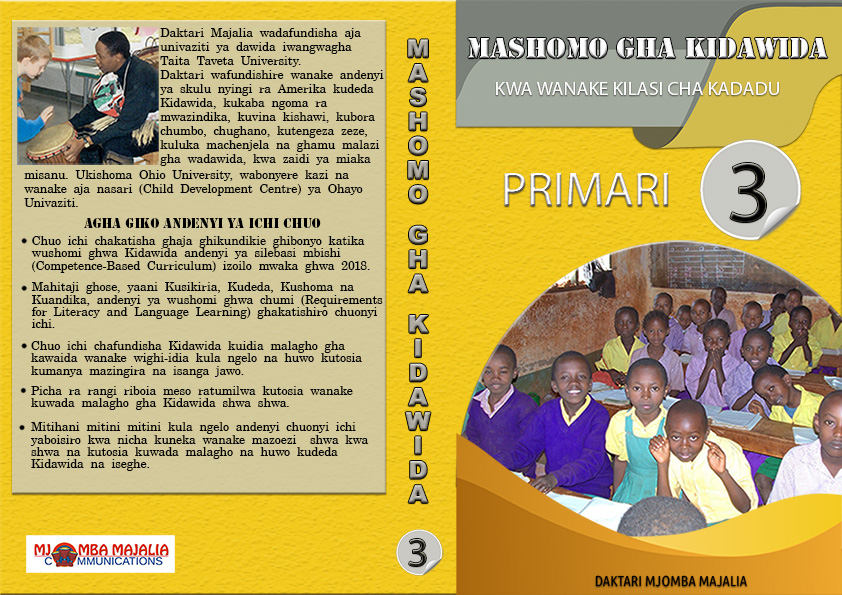 Daktari Majalia wadafundisha aja
univaziti ya dawida iwangwagha
Taita Taveta University.
Daktari wafundishire wanake andenyi
ya skulu nyingi ra Amerika kudeda
Kidawida, kukaba ngoma ra
mwazindika, kuvina kishawi, kubora
chumbo, chughano, kutengeza zeze,
kuluka machenjela na ghamu malazi
gha wadawida, kwa zaidi ya miaka
misanu. Ukishoma Ohio University, wabonyere kazi na
wanake aja nasari (Child Development Centre) ya Ohayo
Univaziti.
AGHA GIKO ANDENYI YA ICHI CHUO
• Chuo ichi chakatisha ghaja ghikundikie ghibonyo katika
wushomi ghwa Kidawida andenyi ya silebasi mbishi
(Competence-Based Curriculum) izoilo mwaka ghwa 2018.
• Mahitaji ghose, yaani Kusikiria, Kudeda, Kushoma na
Kuandika, andenyi ya wushomi ghwa chumi (Requirements
for Literacy and Language Learning) ghakatishiro chuonyi
ichi.
• Chuo ichi chafundisha Kidawida kuidia malagho gha
kawaida wanake wighi-idia kula ngelo na huwo kutosia
kumanya mazingira na isanga jawo.
• Picha ra rangi riboia meso ratumilwa kutosia wanake
kuwada malagho gha Kidawida shwa shwa.
• Mitihani mitini mitini kula ngelo andenyi chuonyi ichi
yaboisiro kwa nicha kuneka wanake mazoezi shwa kwa
shwa na kutosia kuwada malagho na huwo kudeda
Kidawida na iseghe.
MJOMBA MAJALIA
COMMUNICATIONS
MASHOMO GHA KIDAWIDA
3
MASHOMO GHA KIDAWIDA
KWA WANAKE KILASI CHA KADADU
PRIMARI 3
DAKTARI MJOMBA MAJALIA